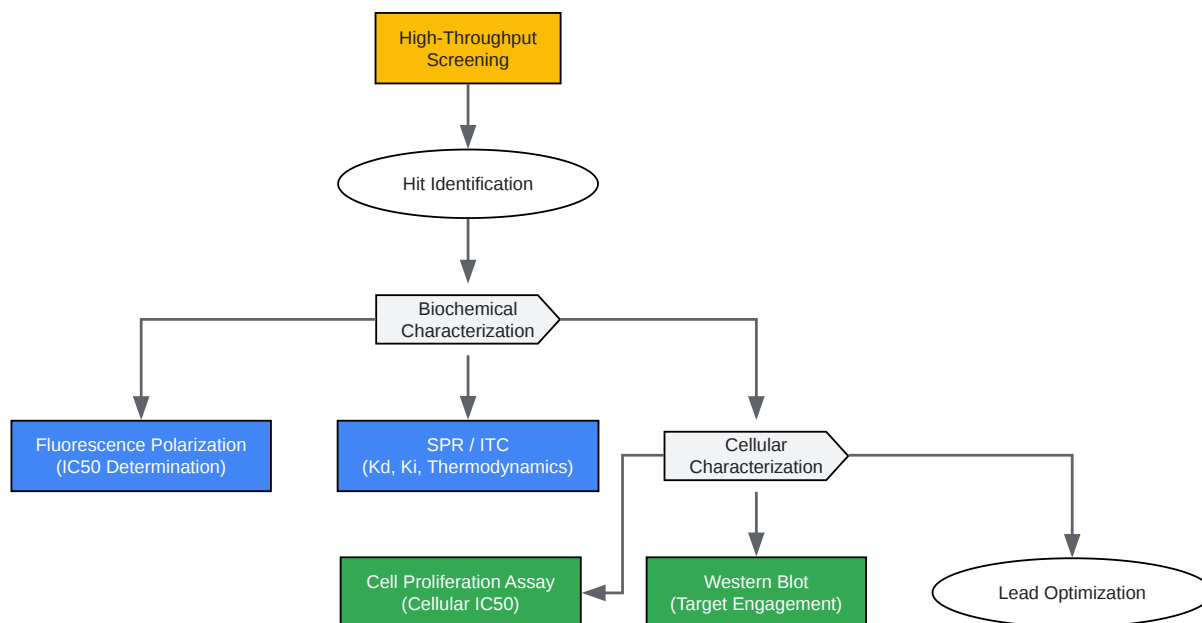 High-Throughput
Screening
Hit Identification
Biochemical
Characterization
Fluorescence Polarization
(IC50 Determination)
SPR / ITC
(Kd, Ki, Thermodynamics)
Cellular
Characterization
Cell Proliferation Assay
(Cellular IC50)
Western Blot
(Target Engagement)
Lead Optimization